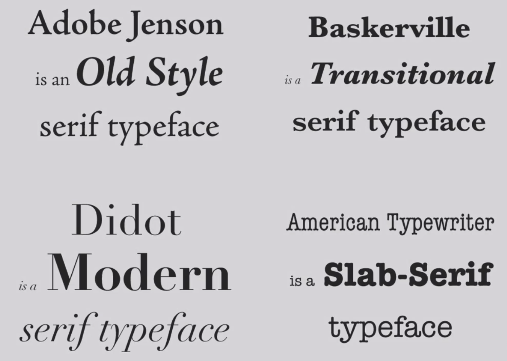 Adobe Jenson
is an Old Style
serif typeface
Baskerville
is a Transitional
serif typeface
Didot
is a Modern
serif typeface
American Typewriter
is a Slab-Serif
typeface